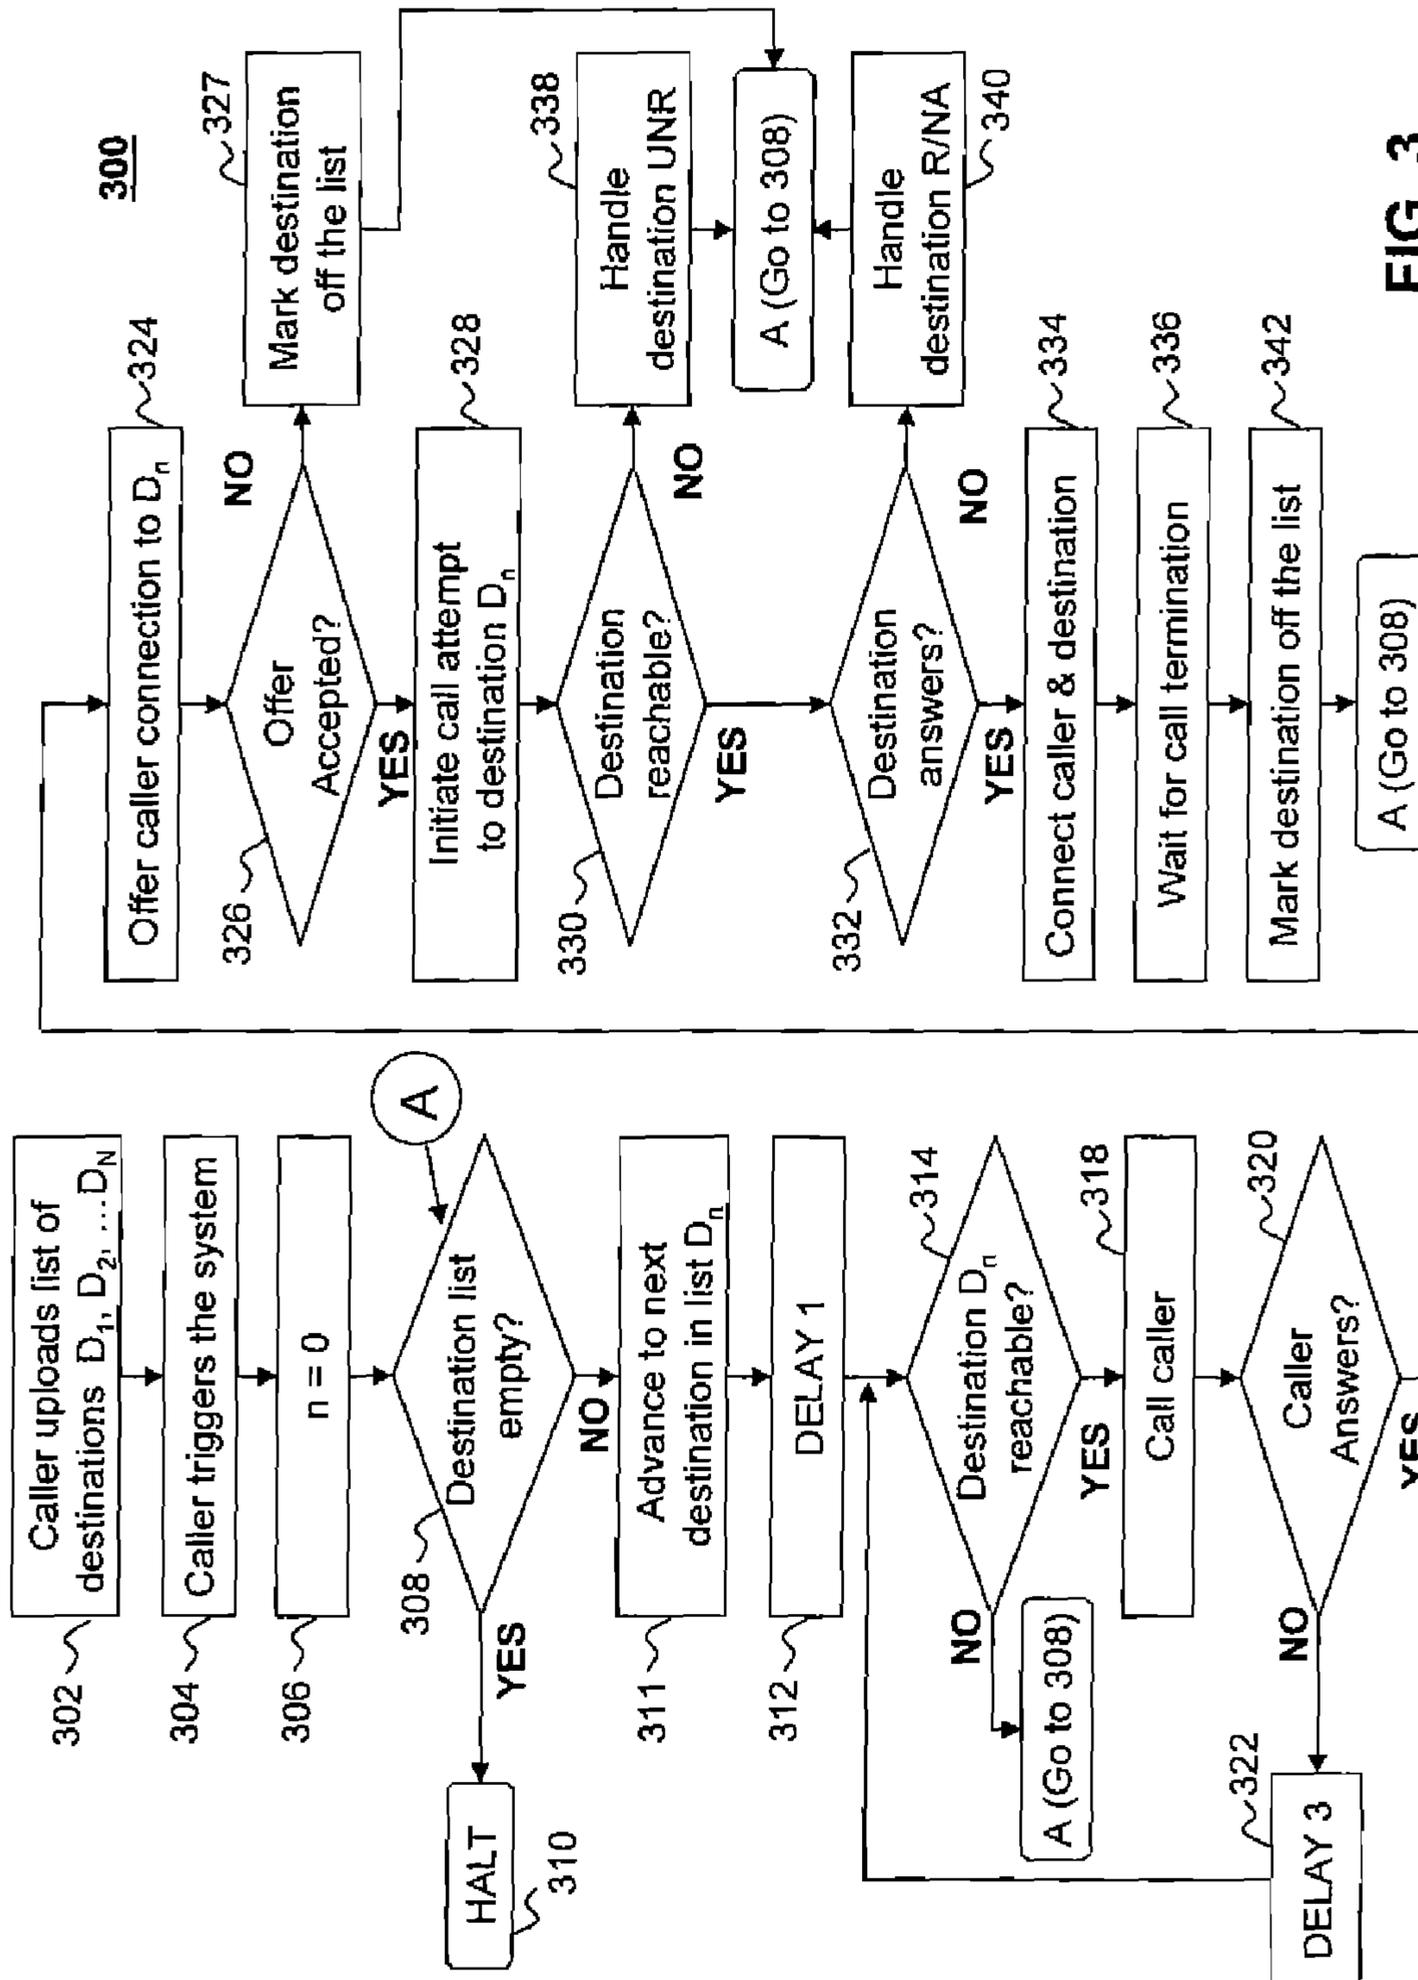 300
302
Caller uploads list of
destinations D1, D2, ...DN
304
Caller triggers the system
306
n = 0
A
308
Destination list
empty?
YES
NO
HALT
310
311
Advance to next
destination in list Dn
312
DELAY 1
314
Destination Dn
reachable?
NO
YES
A (Go to 308)
318
Call caller
320
Caller
Answers?
NO
YES
322
DELAY 3
324
Offer caller connection to Dn
326
Offer
Accepted?
NO
YES
327
Mark destination
off the list
328
Initiate call attempt
to destination Dn
330
Destination
reachable?
NO
YES
338
Handle
destination UNR
A (Go to 308)
332
Destination
answers?
NO
YES
340
Handle
destination R/NA
334
Connect caller & destination
336
Wait for call termination
342
Mark destination off the list
A (Go to 308)
FIG. 3